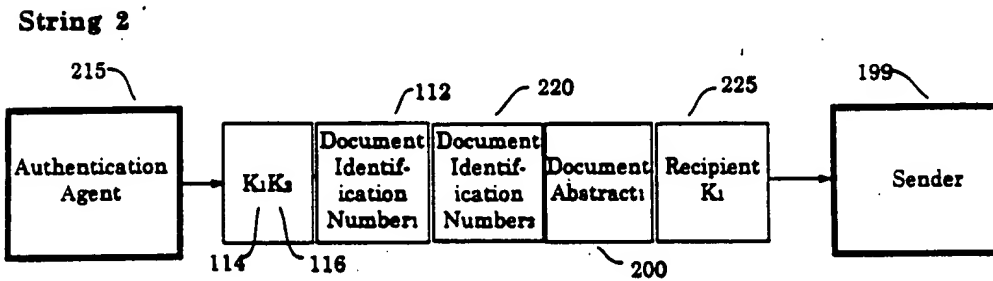 String 2
215
112
220
225
199
Authentication
Agent
K₁K₂
114
116
Document
Identif-
ication
Number₁
Document
Identif-
ication
Number₂
Document
Abstract₁
200
Recipient
K₁
Sender